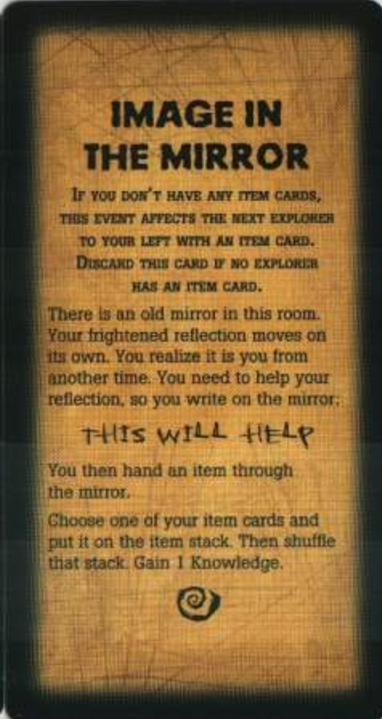 IMAGE IN
THE MIRROR
IF YOU DON'T HAVE ANY ITEM CARDS,
THIS EVENT AFFECTS THE NEXT EXPLORER
TO YOUR LEFT WITH AN ITEM CARD.
DISCARD THIS CARD IF NO EXPLORER
HAS AN ITEM CARD.
There is an old mirror in this room.
Your frightened reflection moves on
its own. You realize it is you from
another time. You need to help your
reflection, so you write on the mirror:
THIS WILL HELP
You then hand an item through
the mirror.
Choose one of your item cards and
put it on the item stack. Then shuffle
that stack. Gain 1 Knowledge.